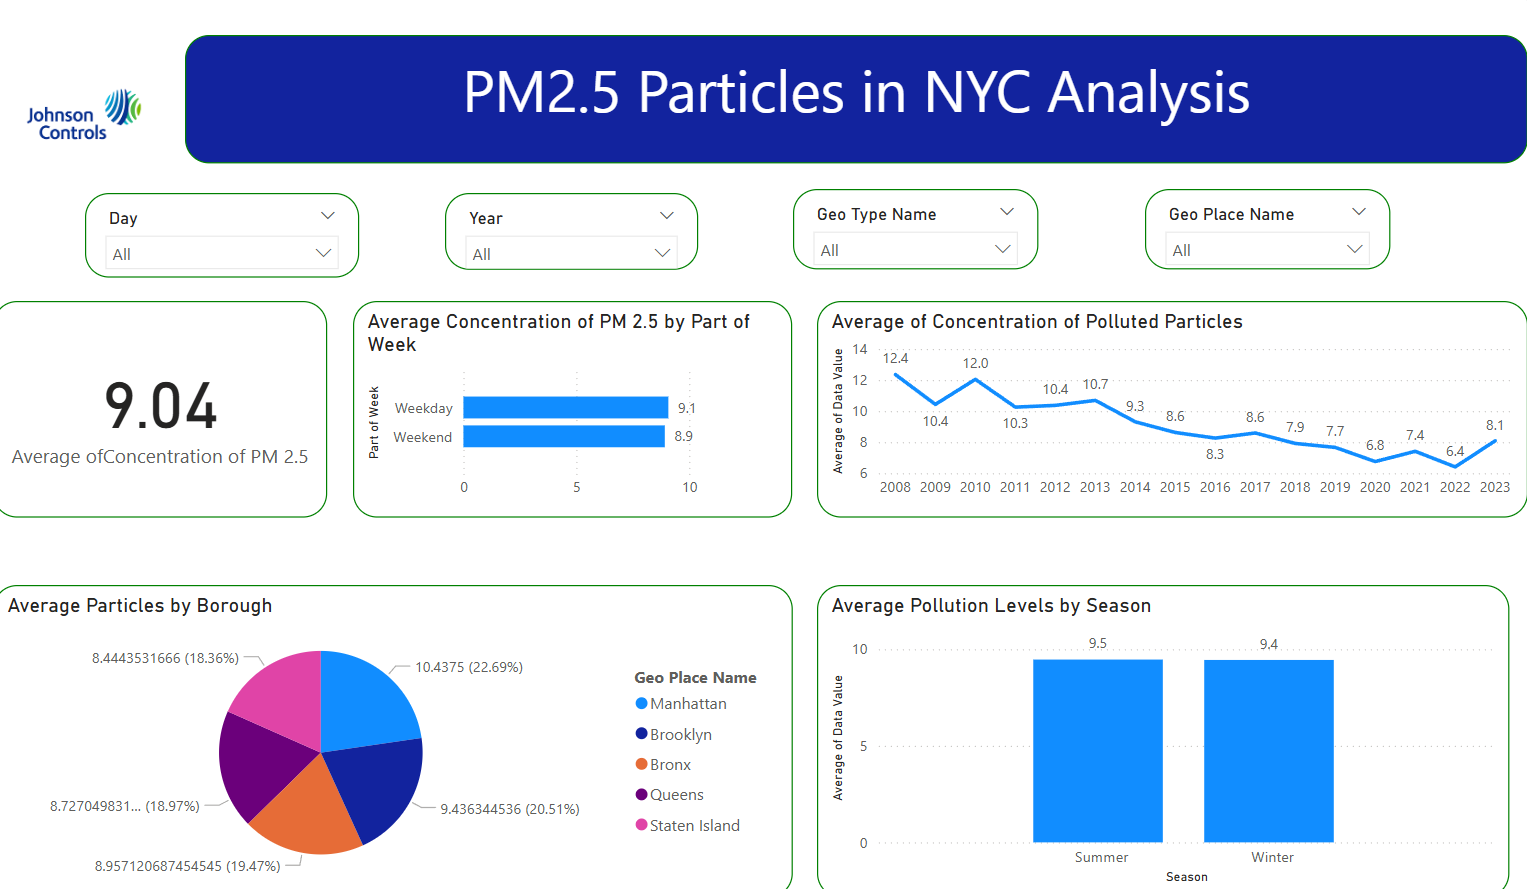 PM2.5 Particles in NYC Analysis
Johnson
Controls
Day
All
Year
All
Geo Type Name
All
Geo Place Name
All
9.04
Average ofConcentration of PM 2.5
Average Concentration of PM 2.5 by Part of
Week
Part of Week
Weekday 9.1
Weekend 8.9
0 5 10
Average of Concentration of Polluted Particles
Average of Data Value
14
12
10
8
6
12.4 10.4 12.0 10.3 10.4 10.7 9.3 8.6 8.3 8.6 7.9 7.7 6.8 7.4 6.4 8.1
2008 2009 2010 2011 2012 2013 2014 2015 2016 2017 2018 2019 2020 2021 2022 2023
Average Particles by Borough
8.4443531666 (18.36%)
10.4375 (22.69%)
8.727049831... (18.97%)
9.436344536 (20.51%)
8.957120687454545 (19.47%)
Geo Place Name
Manhattan
Brooklyn
Bronx
Queens
Staten Island
Average Pollution Levels by Season
Average of Data Value
10
5
0
9.5 9.4
Summer Winter
Season